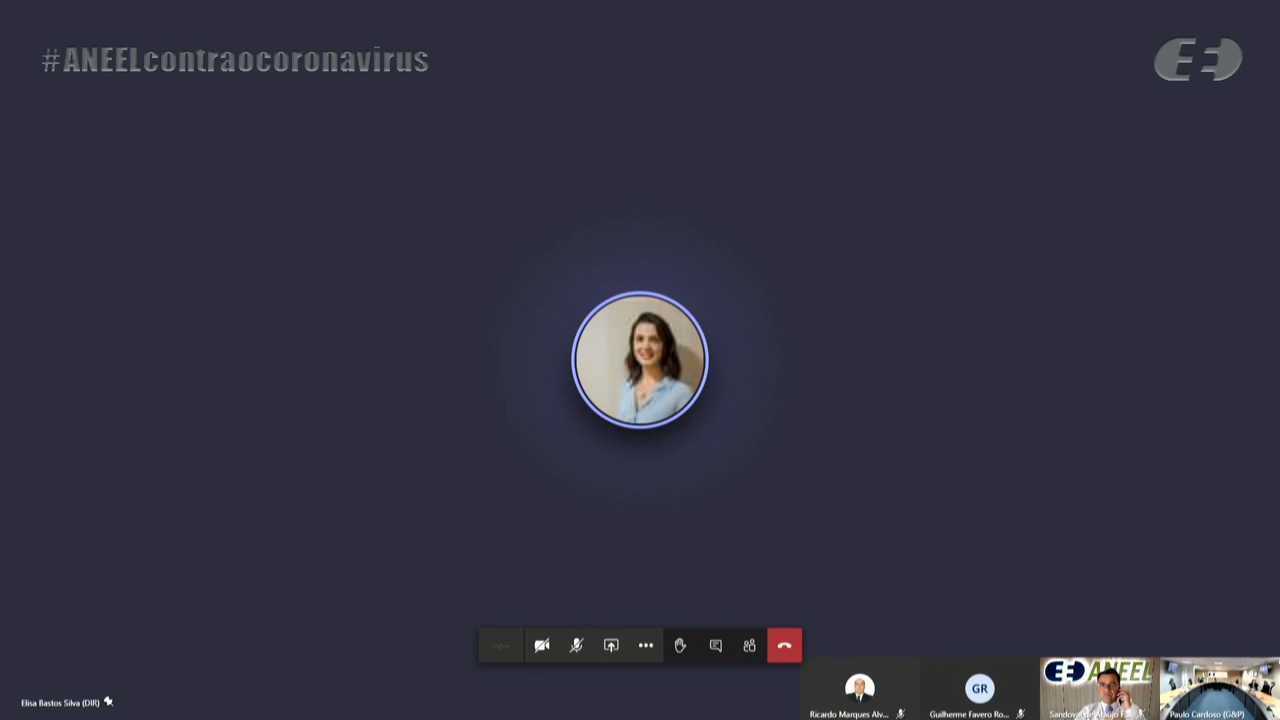 #ANEELcontraocoronavirus
Elisa Bastos Silva (DIR)
GR
ANEEL
Ricardo Marques Alv...
Guilherme Favero Ro...
Paulo Cardoso (G&P)